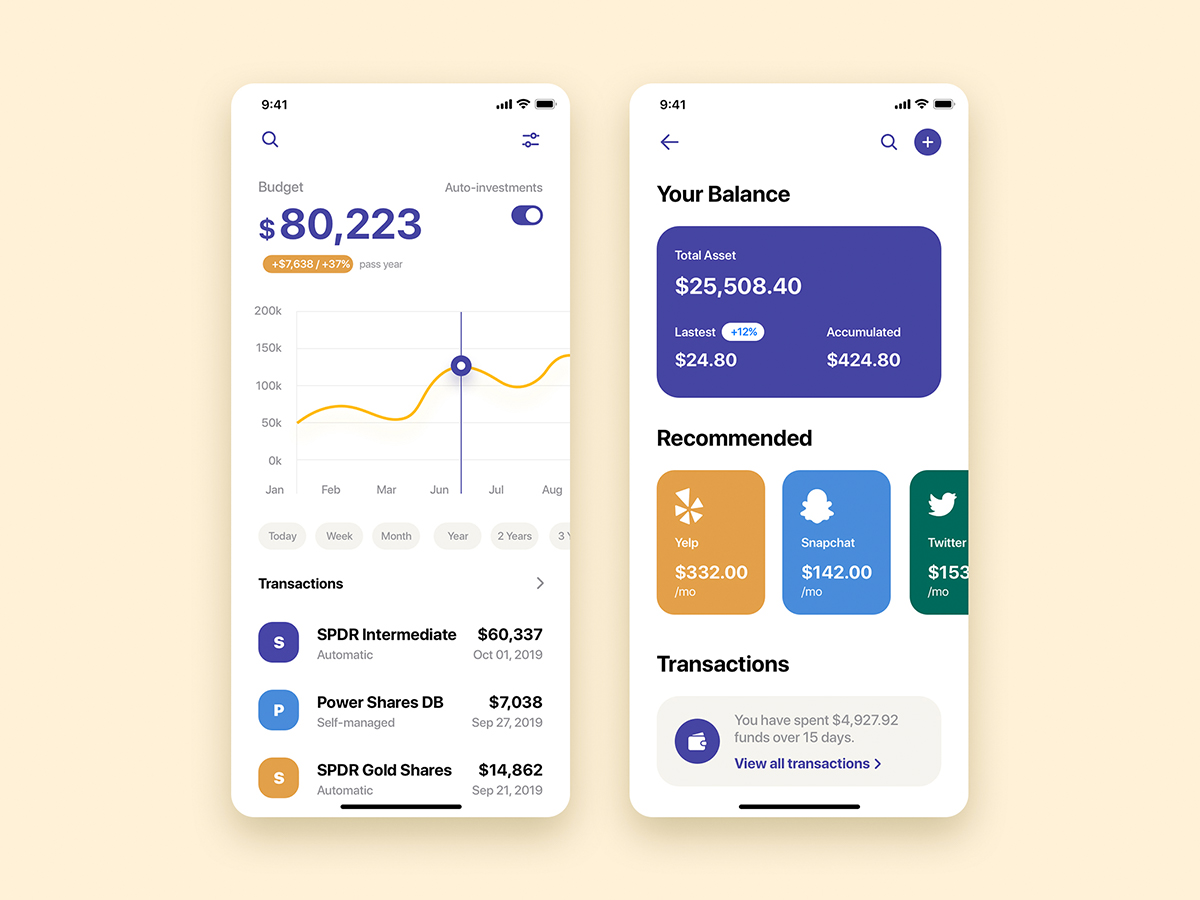 9:41
Budget
Auto-investments
$80,223
+$7,638 / +37% pass year
200k
150k
100k
50k
0k
Jan Feb Mar Jun Jul Aug
Today Week Month Year 2 Years 3 Y
Transactions
S SPDR Intermediate $60,337
Automatic Oct 01, 2019
P Power Shares DB $7,038
Self-managed Sep 27, 2019
S SPDR Gold Shares $14,862
Automatic Sep 21, 2019
9:41
Your Balance
Total Asset
$25,508.40
Lastest +12% Accumulated
$24.80 $424.80
Recommended
Yelp Snapchat Twitter
$332.00 $142.00 $153
/mo /mo /mo
Transactions
You have spent $4,927.92
funds over 15 days.
View all transactions